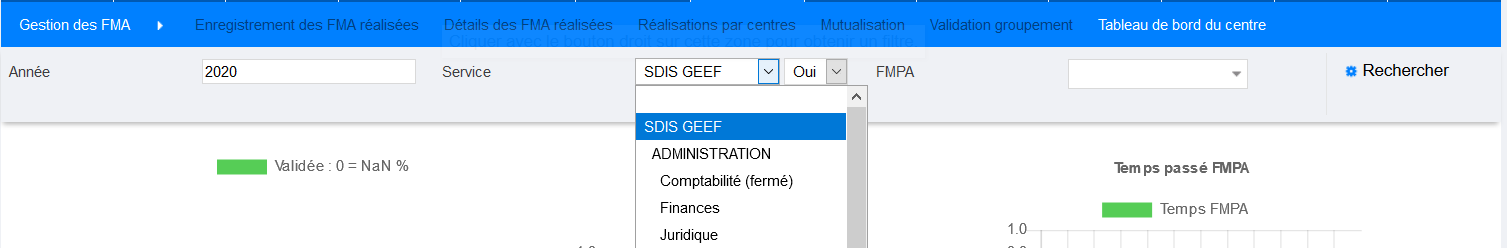 Gestion des FMA Enregistrement des FMA réalisées Détails des FMA réalisées Réalisations par centres Mutualisation Validation groupement Tableau de bord du centre
Cliquer avec le bouton droit sur cette zone pour obtenir un filtre
Année 2020 Service SDIS GEEF Oui FMPA Rechercher
SDIS GEEF
ADMINISTRATION
Comptabilité (fermé)
Finances
Juridique
Validée : 0 = NaN %
Temps passé FMPA
Temps FMPA
1.0